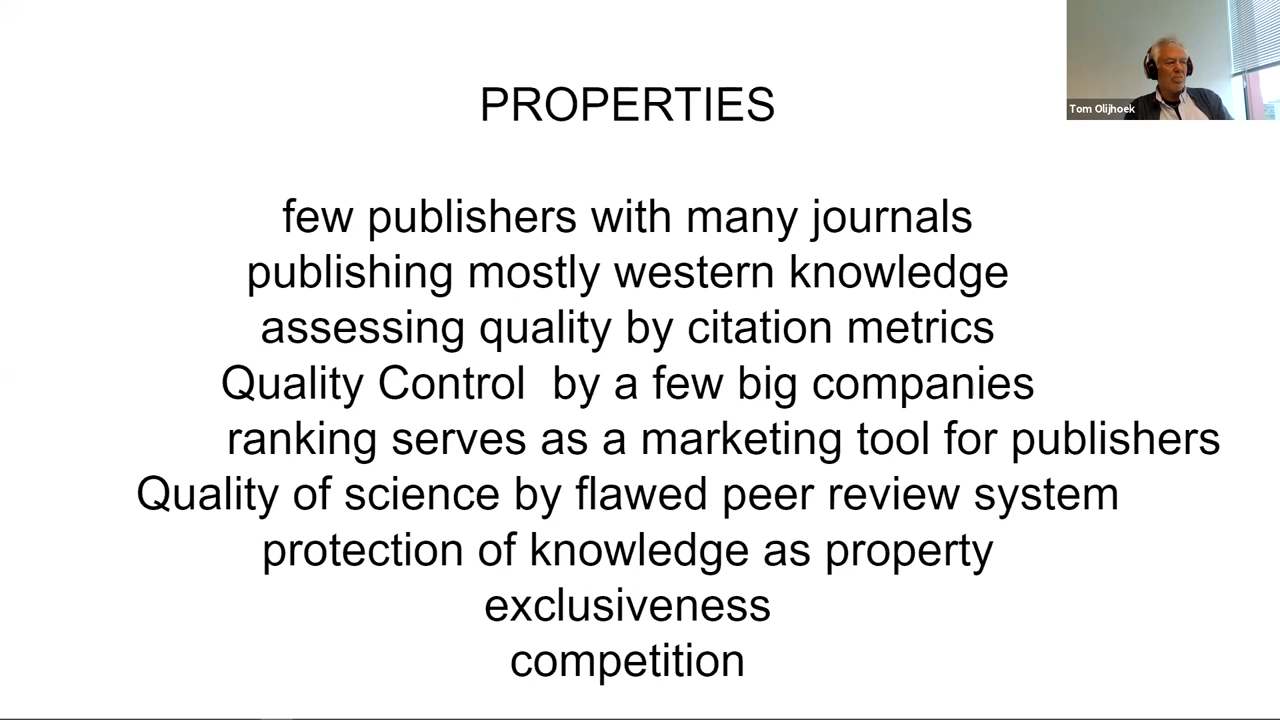 PROPERTIES
Tom Olijhoek
few publishers with many journals
publishing mostly western knowledge
assessing quality by citation metrics
Quality Control  by a few big companies
ranking serves as a marketing tool for publishers
Quality of science by flawed peer review system
protection of knowledge as property
exclusiveness
competition